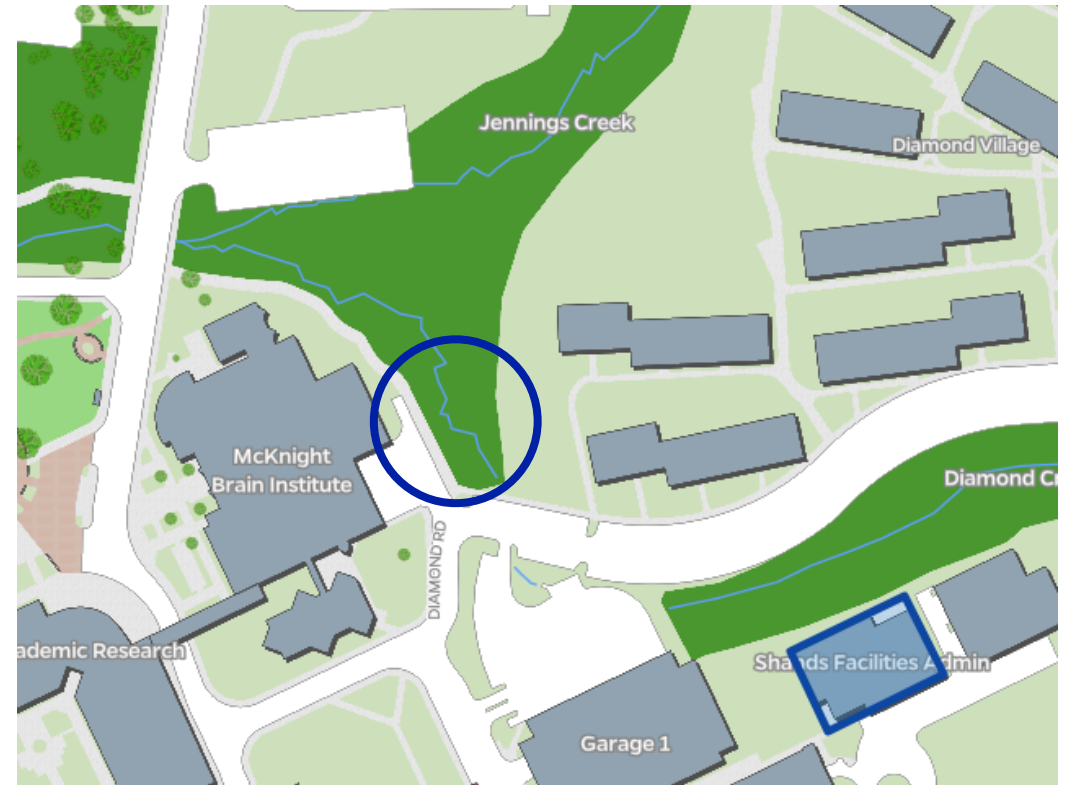 Jennings Creek
Diamond Village
McKnight
Brain Institute
Diamond Cr
DIAMOND RD
ademic Research
Shands Facilities Admin
Garage 1